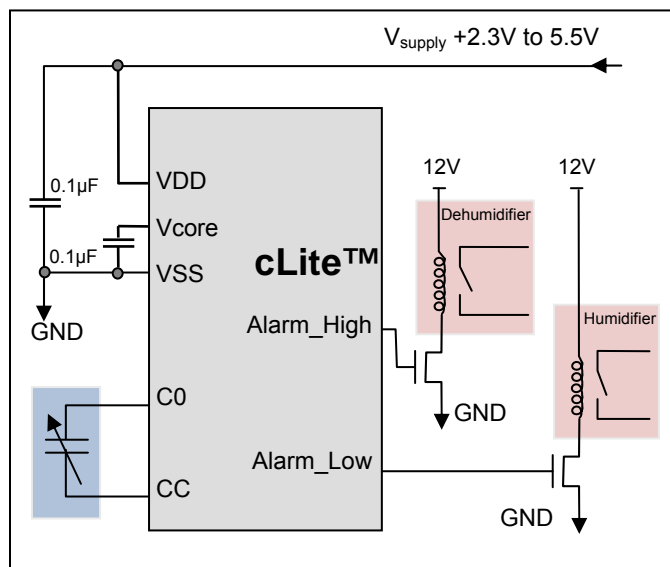 Vsupply +2.3V to 5.5V
0.1µF
VDD
Vcore
0.1µF
VSS
cLite™
GND
12V
12V
Dehumidifier
Humidifier
Alarm_High
GND
C0
CC
Alarm_Low
GND